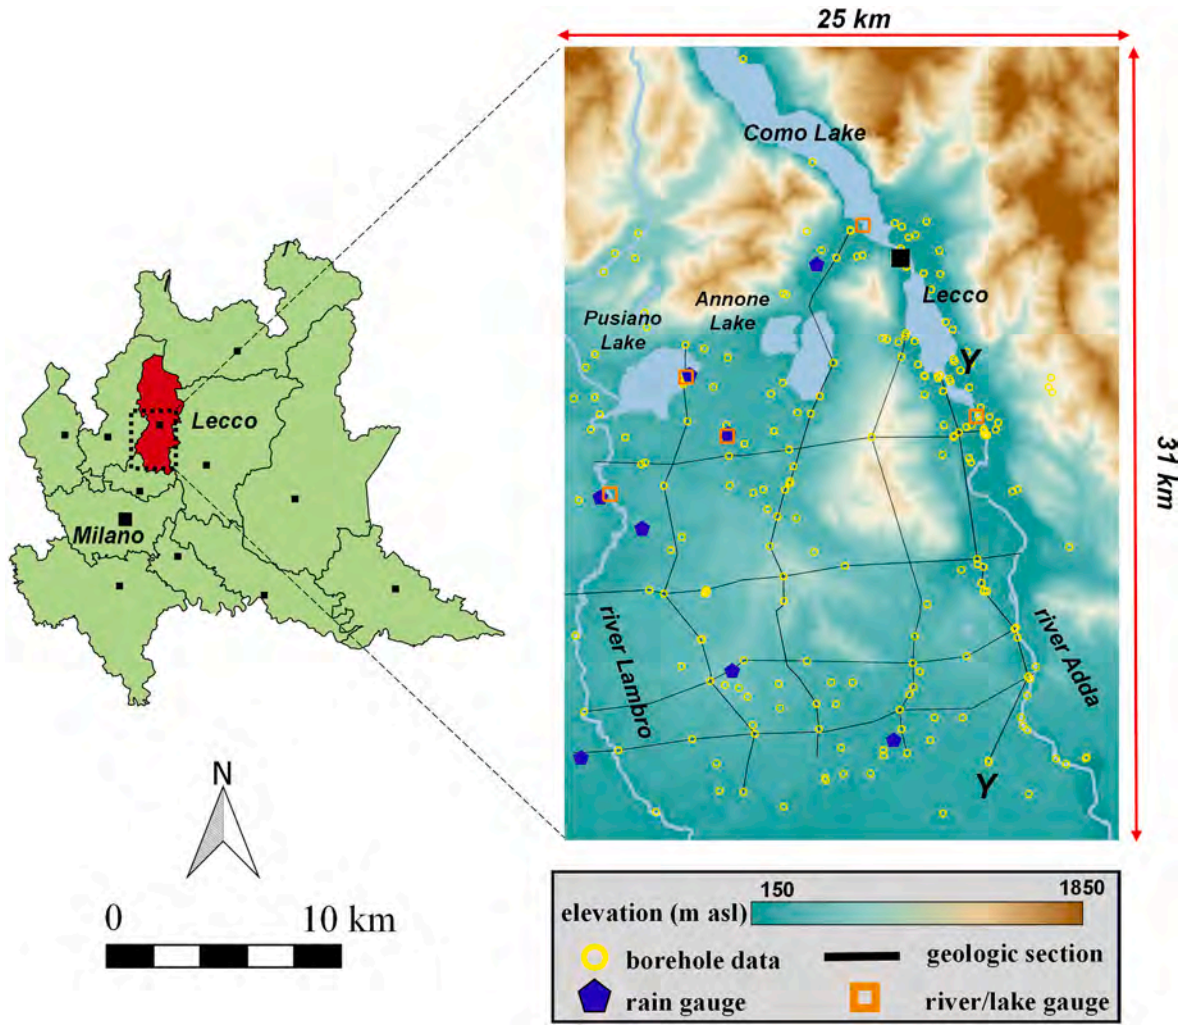 25 km
Como Lake
Lecco
Annone
Lake
Pusiano
Lake
Y
31 km
Lecco
Milano
river Lambro
river Adda
Y
N
0 10 km
150 1850
elevation (m asl)
borehole data
geologic section
rain gauge
river/lake gauge